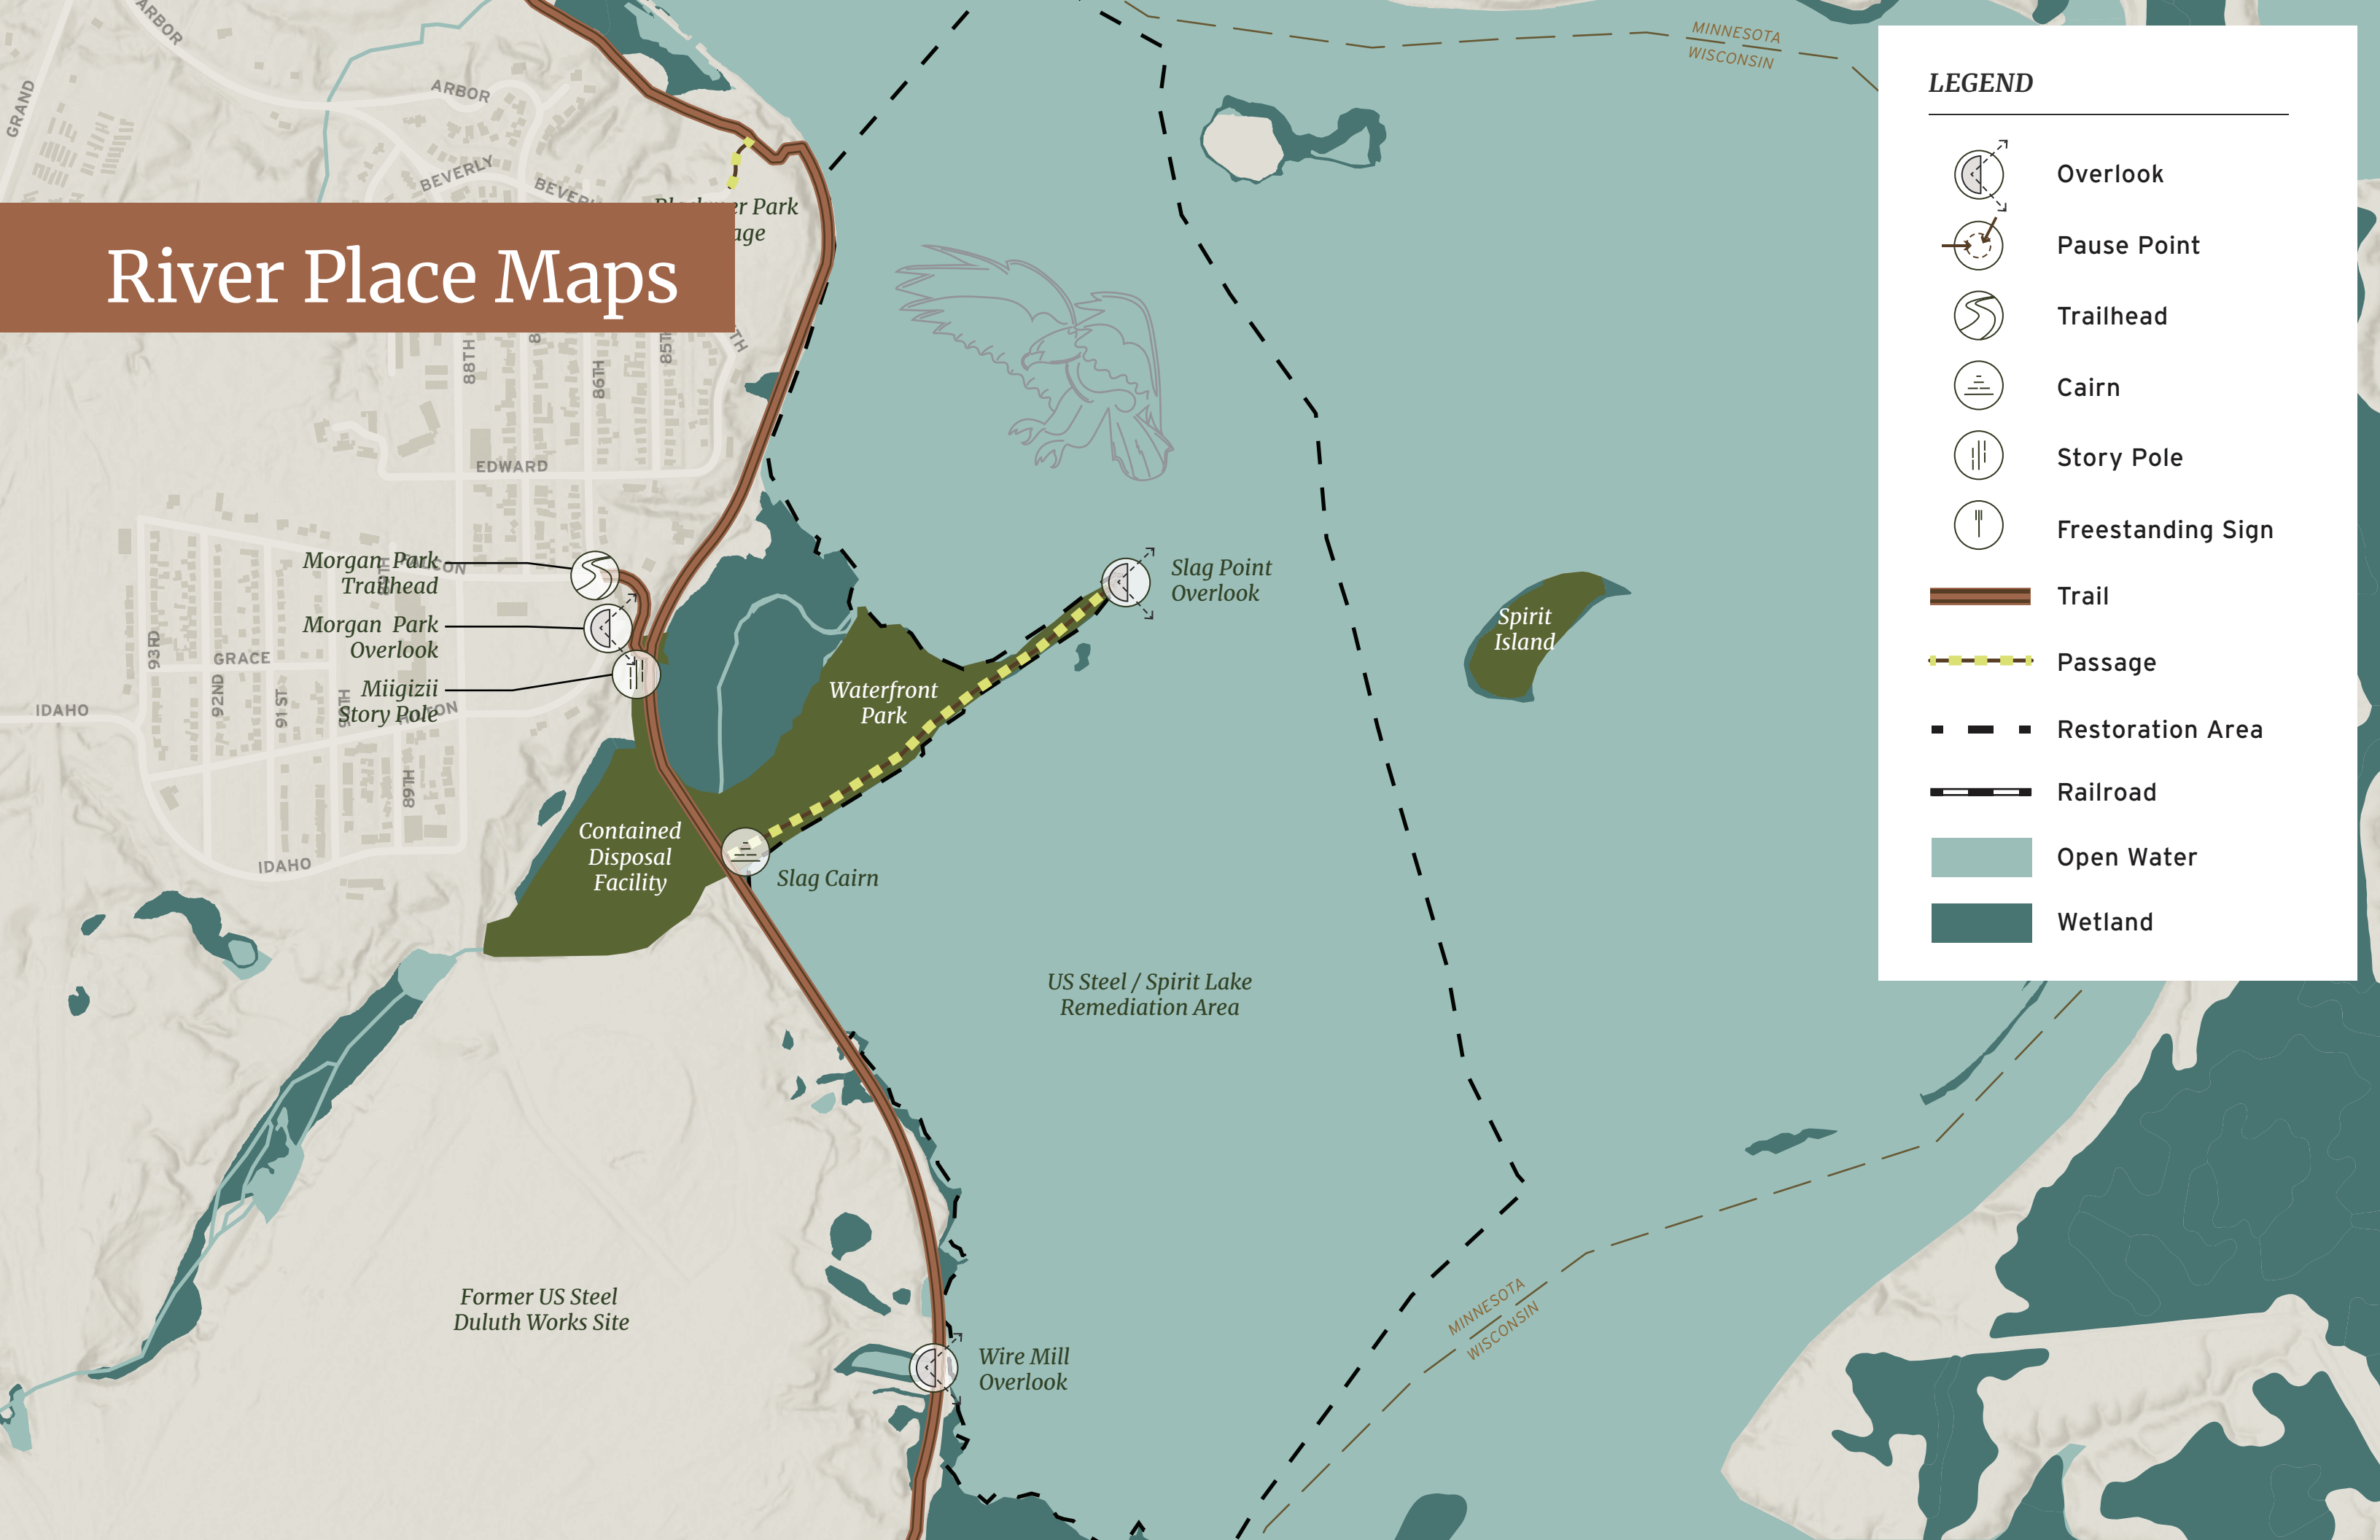 River Place Maps
LEGEND
Overlook
Pause Point
Trailhead
Cairn
Story Pole
Freestanding Sign
Trail
Passage
Restoration Area
Railroad
Open Water
Wetland
MINNESOTA
WISCONSIN
ARBOR
GRAND
ARBOR
BEVERLY
Park
88TH
86TH
EDWARD
Morgan Park
Trailhead
Morgan Park
Overlook
Miigizii
Story Pole
93RD
GRACE
92ND
91 ST
IDAHO
89TH
IDAHO
Slag Point
Overlook
Spirit
Island
Waterfront
Park
Contained
Disposal
Facility
Slag Cairn
US Steel / Spirit Lake
Remediation Area
Former US Steel
Duluth Works Site
Wire Mill
Overlook
MINNESOTA
WISCONSIN